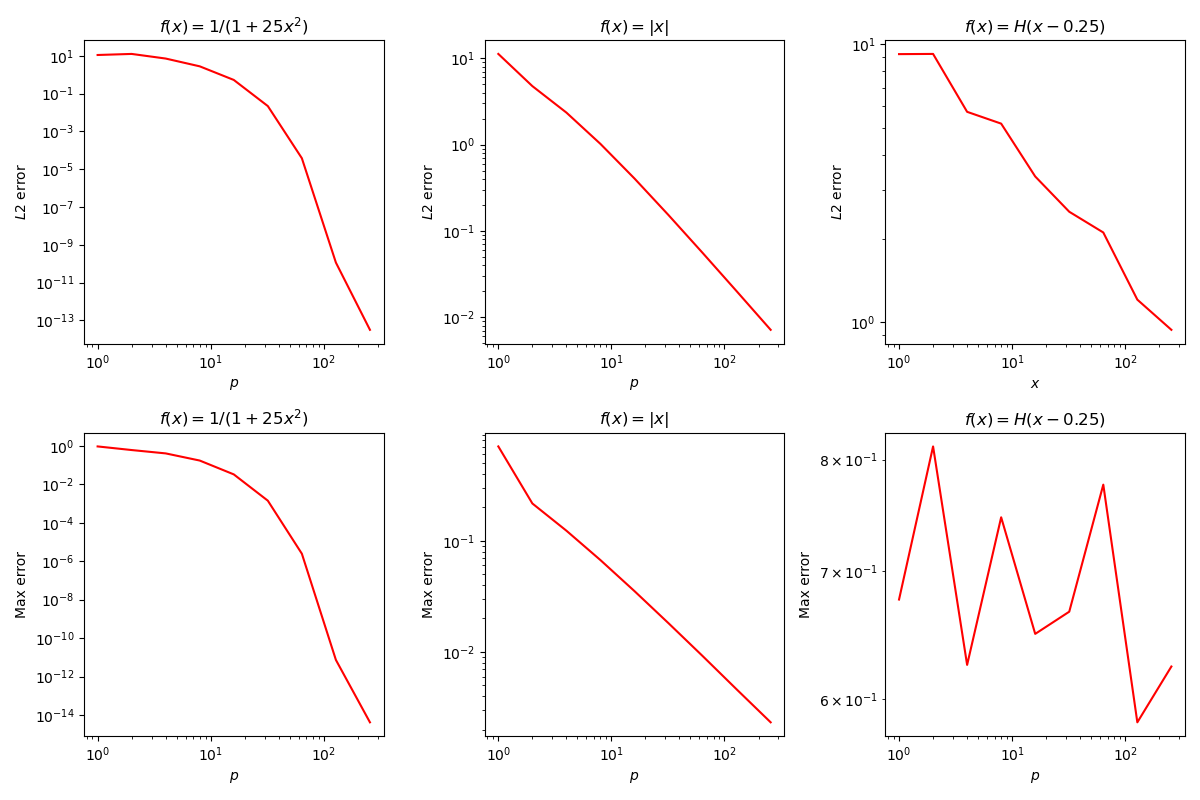 f(x) = 1/(1 + 25x²)
10¹
10⁻¹
10⁻³
10⁻⁵
10⁻⁷
10⁻⁹
10⁻¹¹
10⁻¹³
L2 error
10⁰ 10¹ 10²
p
f(x) = |x|
10¹
10⁰
10⁻¹
10⁻²
L2 error
10⁰ 10¹ 10²
p
f(x) = H(x − 0.25)
10¹
10⁰
L2 error
10⁰ 10¹ 10²
x
f(x) = 1/(1 + 25x²)
10⁰
10⁻²
10⁻⁴
10⁻⁶
10⁻⁸
10⁻¹⁰
10⁻¹²
10⁻¹⁴
Max error
10⁰ 10¹ 10²
p
f(x) = |x|
10⁻¹
10⁻²
Max error
10⁰ 10¹ 10²
p
f(x) = H(x − 0.25)
8 × 10⁻¹
7 × 10⁻¹
6 × 10⁻¹
Max error
10⁰ 10¹ 10²
p